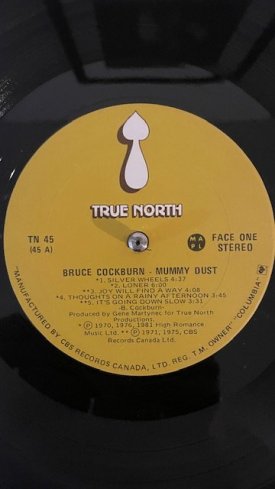 TRUE NORTH
TN 45
(45 A)
M A P L
FACE ONE
STEREO
BRUCE COCKBURN - MUMMY DUST
*1. SILVER WHEELS 4:37
*2. LONER 6:00
**3. JOY WILL FIND A WAY 4:08
*4. THOUGHTS ON A RAINY AFTERNOON 3:45
**5. IT'S GOING DOWN SLOW 3:31
-B. Cockburn-
Produced by Gene Martynec for True North
Productions.
* Ⓟ 1970, 1976, 1981 High Romance
Music Ltd. ** Ⓟ 1971, 1975, CBS
Records Canada Ltd.
"MANUFACTURED BY CBS RECORDS CANADA, LTD. REG. T.M. OWNER" "COLUMBIA"